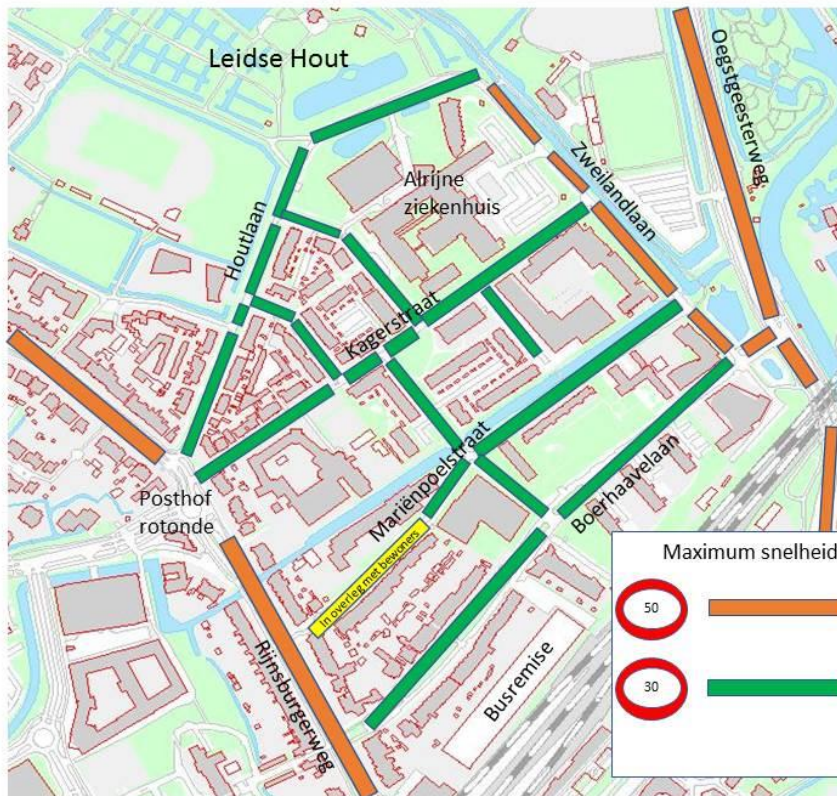 Leidse Hout
Oegstgeesterweg
Zweilandlaan
Alrijne
ziekenhuis
Houtlaan
Kagerstraat
Mariënpoelstraat
Boerhaavelaan
Posthof
rotonde
In overleg met bewoners
Rijnsburgerweg
Busremise
Maximum snelheid
50
30